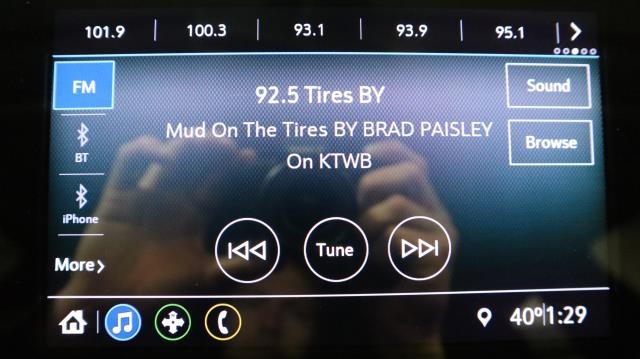 101.9 100.3 93.1 93.9 95.1
FM
92.5 Tires BY
Sound
Mud On The Tires BY BRAD PAISLEY
On KTWB
Browse
BT
iPhone
Tune
More
40° 1:29